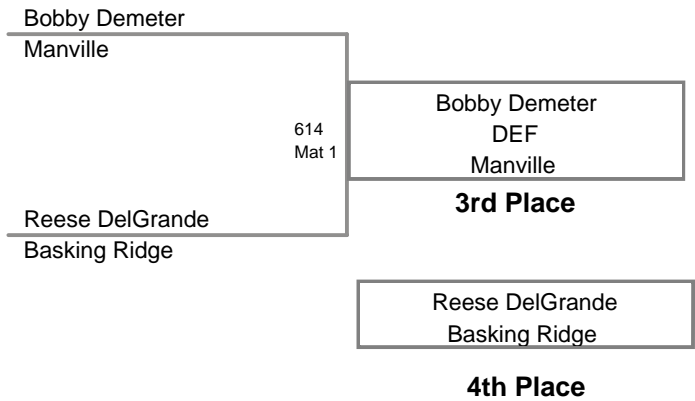 Bobby Demeter
Manville
614
Mat 1
Bobby Demeter
DEF
Manville
3rd Place
Reese DelGrande
Basking Ridge
Reese DelGrande
Basking Ridge
4th Place